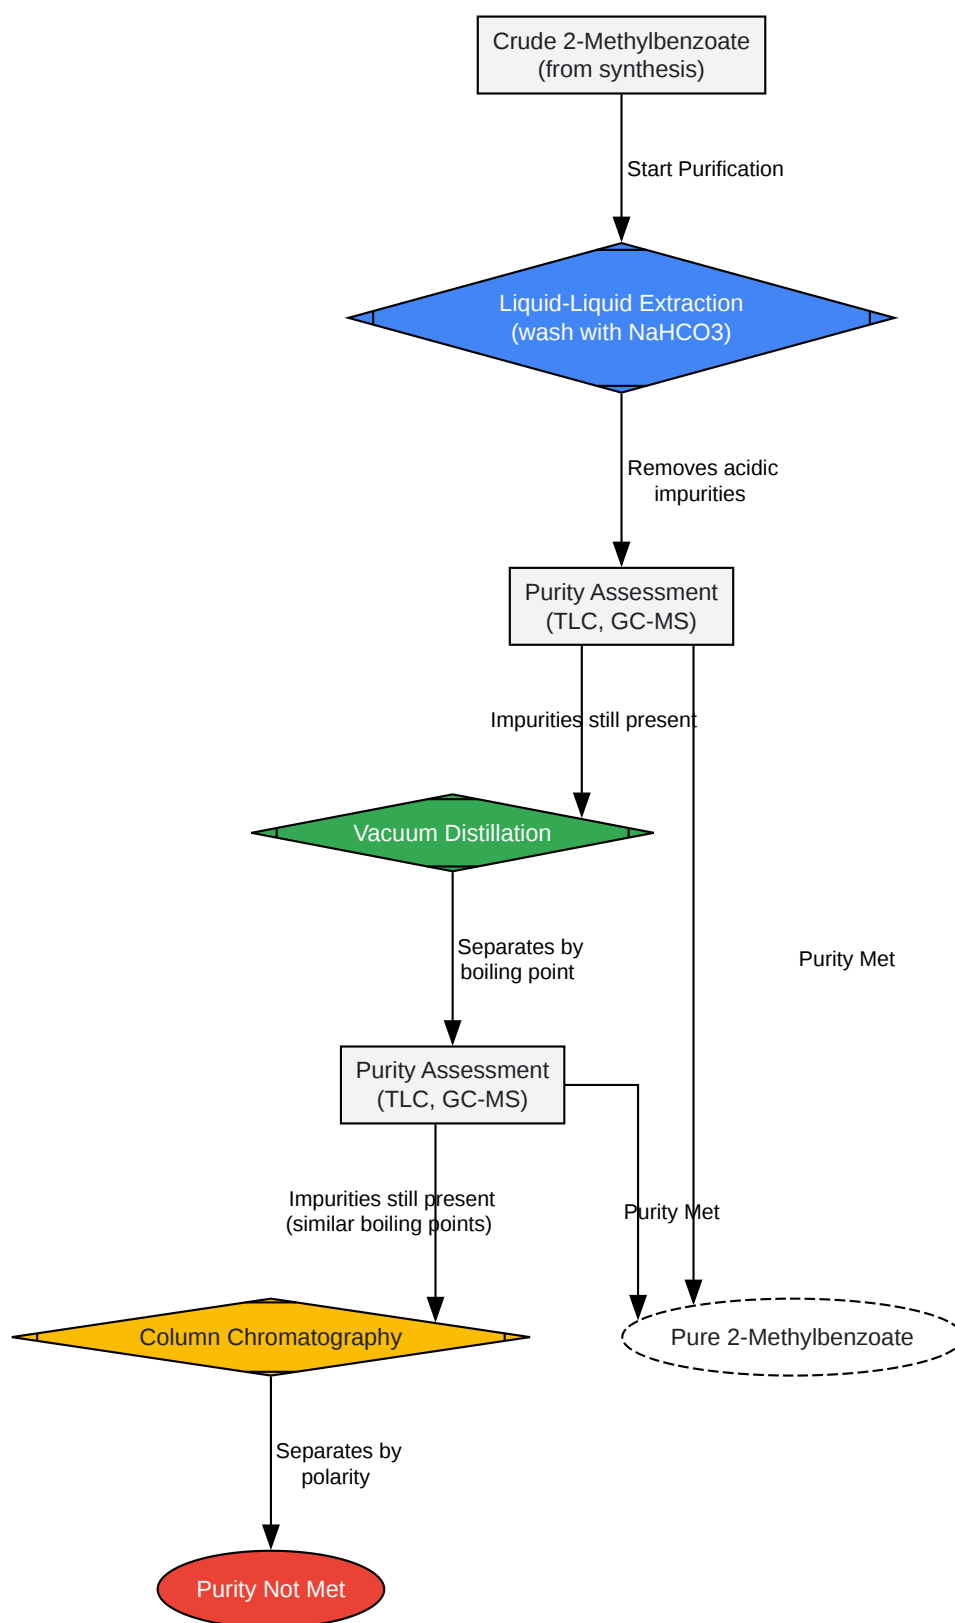 Crude 2-Methylbenzoate
(from synthesis)
Start Purification
Liquid-Liquid Extraction
(wash with NaHCO3)
Removes acidic
impurities
Purity Assessment
(TLC, GC-MS)
Impurities still present
Vacuum Distillation
Separates by
boiling point
Purity Met
Purity Assessment
(TLC, GC-MS)
Impurities still present
(similar boiling points)
Purity Met
Column Chromatography
Pure 2-Methylbenzoate
Separates by
polarity
Purity Not Met